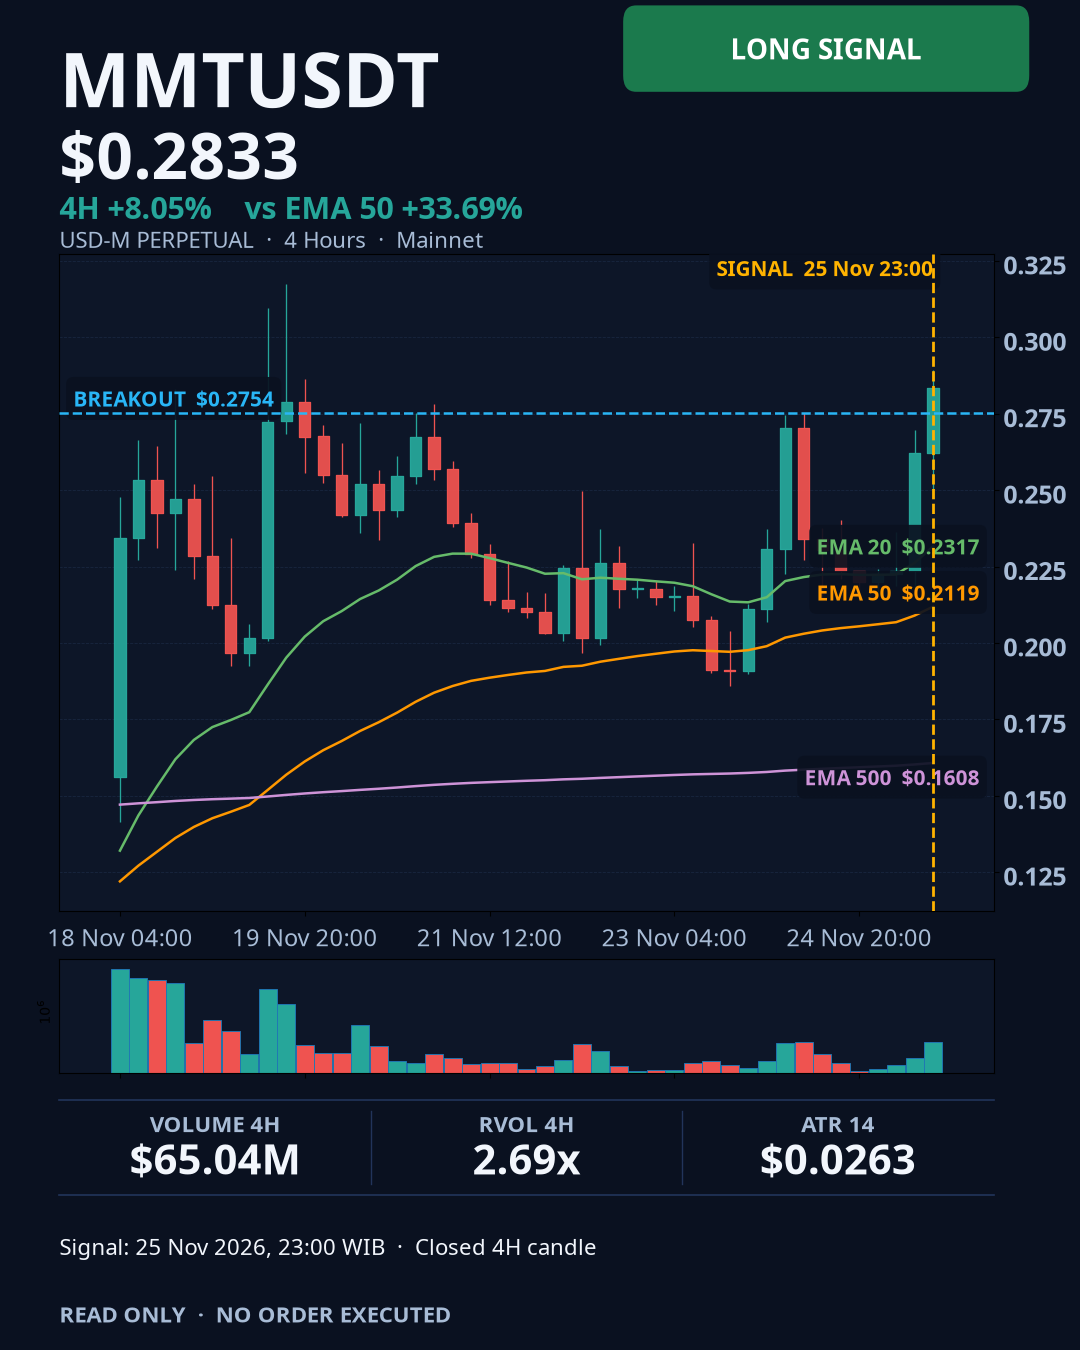 LONG SIGNAL
MMTUSDT
$0.2833
4H +8.05% vs EMA 50 +33.69%
USD-M PERPETUAL · 4 Hours · Mainnet
SIGNAL 25 Nov 23:00
0.325
0.300
BREAKOUT $0.2754
0.275
0.250
EMA 20 $0.2317
0.225
EMA 50 $0.2119
0.200
0.175
EMA 500 $0.1608
0.150
0.125
18 Nov 04:00
19 Nov 20:00
21 Nov 12:00
23 Nov 04:00
24 Nov 20:00
10⁶
VOLUME 4H
$65.04M
RVOL 4H
2.69x
ATR 14
$0.0263
Signal: 25 Nov 2026, 23:00 WIB · Closed 4H candle
READ ONLY · NO ORDER EXECUTED